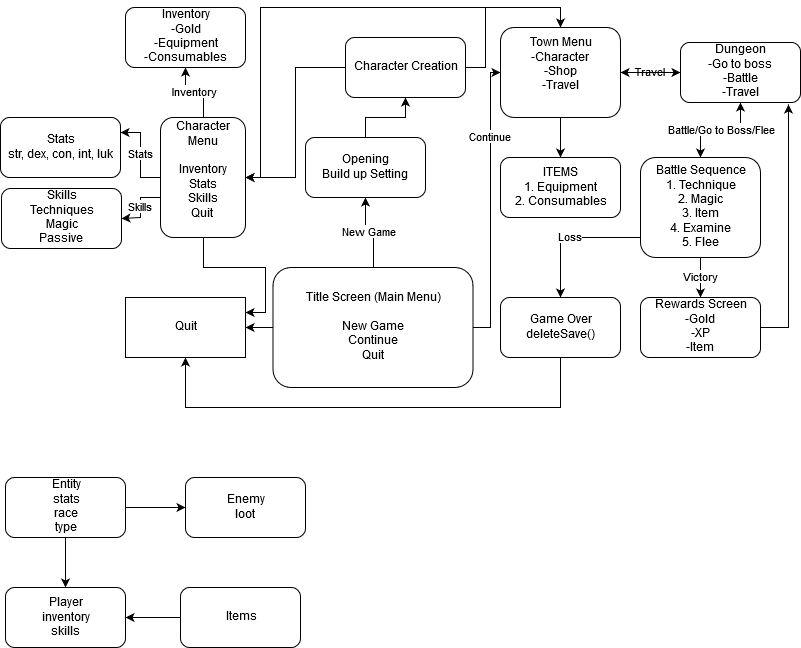 Inventory
-Gold
-Equipment
-Consumables
Inventory
Character
Menu
Inventory
Stats
Skills
Quit
Stats
str, dex, con, int, luk
Stats
Skills
Techniques
Magic
Passive
Skills
Character Creation
Opening
Build up Setting
New Game
Title Screen (Main Menu)
New Game
Continue
Quit
Quit
Continue
Town Menu
-Character
-Shop
-Travel
Travel
Dungeon
-Go to boss
-Battle
-Travel
Battle/Go to Boss/Flee
ITEMS
1. Equipment
2. Consumables
Battle Sequence
1. Technique
2. Magic
3. Item
4. Examine
5. Flee
Loss
Victory
Game Over
deleteSave()
Rewards Screen
-Gold
-XP
-Item
Entity
stats
race
type
Enemy
loot
Player
inventory
skills
Items